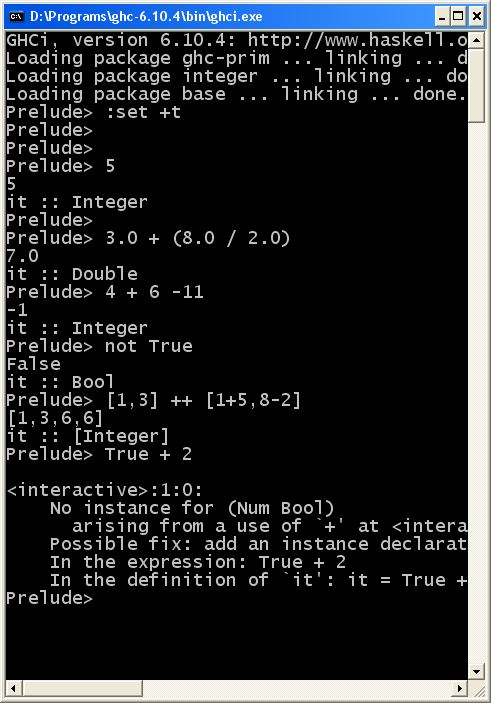 D:\Programs\ghc-6.10.4\bin\ghci.exe
GHCi, version 6.10.4: http://www.haskell.o
Loading package ghc-prim ... linking ... d
Loading package integer ... linking ... do
Loading package base ... linking ... done.
Prelude> :set +t
Prelude>
Prelude>
Prelude> 5
5
it :: Integer
Prelude>
Prelude> 3.0 + (8.0 / 2.0)
7.0
it :: Double
Prelude> 4 + 6 -11
-1
it :: Integer
Prelude> not True
False
it :: Bool
Prelude> [1,3] ++ [1+5,8-2]
[1,3,6,6]
it :: [Integer]
Prelude> True + 2
<interactive>:1:0:
No instance for (Num Bool)
arising from a use of `+' at <intera
Possible fix: add an instance declarat
In the expression: True + 2
In the definition of `it': it = True +
Prelude>